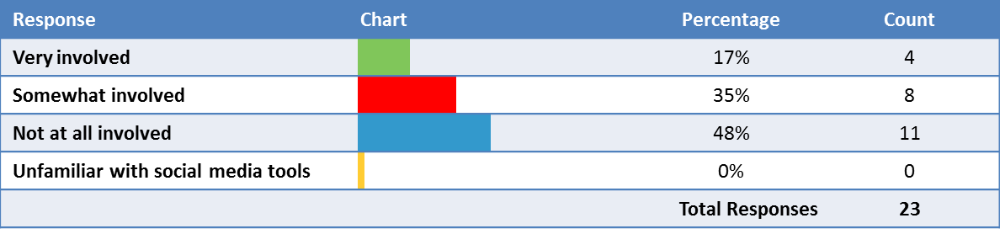 Response Chart Percentage Count
Very involved 17% 4
Somewhat involved 35% 8
Not at all involved 48% 11
Unfamiliar with social media tools 0% 0
Total Responses 23